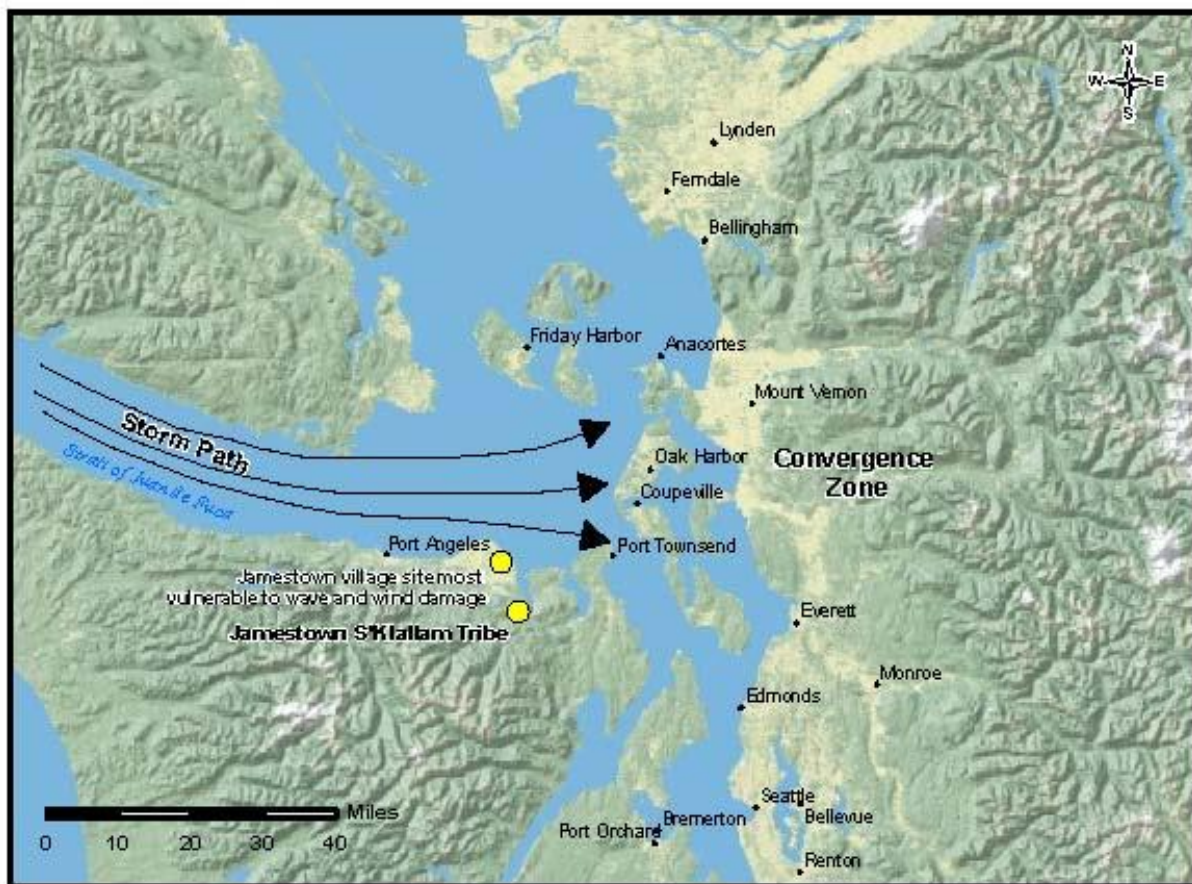 N
W E
S
Lynden
Ferndale
Bellingham
Friday Harbor
Anacortes
Mount Vernon
Storm Path
Strait of Juan de Fuca
Oak Harbor
Convergence
Zone
Coupeville
Port Angeles
Port Townsend
Jamestown village site most
vulnerable to wave and wind damage
Jamestown S'Klallam Tribe
Everett
Monroe
Edmonds
Seattle
Bellevue
Bremerton
Port Orchard
Renton
Miles
0 10 20 30 40